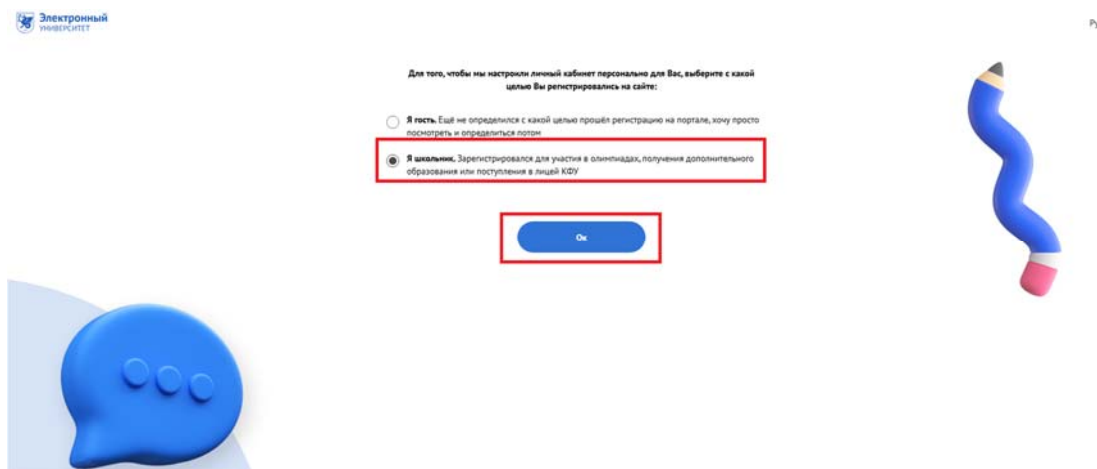 Электронный
УНИВЕРСИТЕТ
Ру
Для того, чтобы мы настроили личный кабинет персонально для Вас, выберите с какой
целью Вы регистрировались на сайте:
Я гость. Ещё не определился с какой целью прошёл регистрацию на портале, хочу просто
посмотреть и определиться потом
Я школьник. Зарегистрировался для участия в олимпиадах, получения дополнительного
образования или поступления в лицей КФУ
Ок